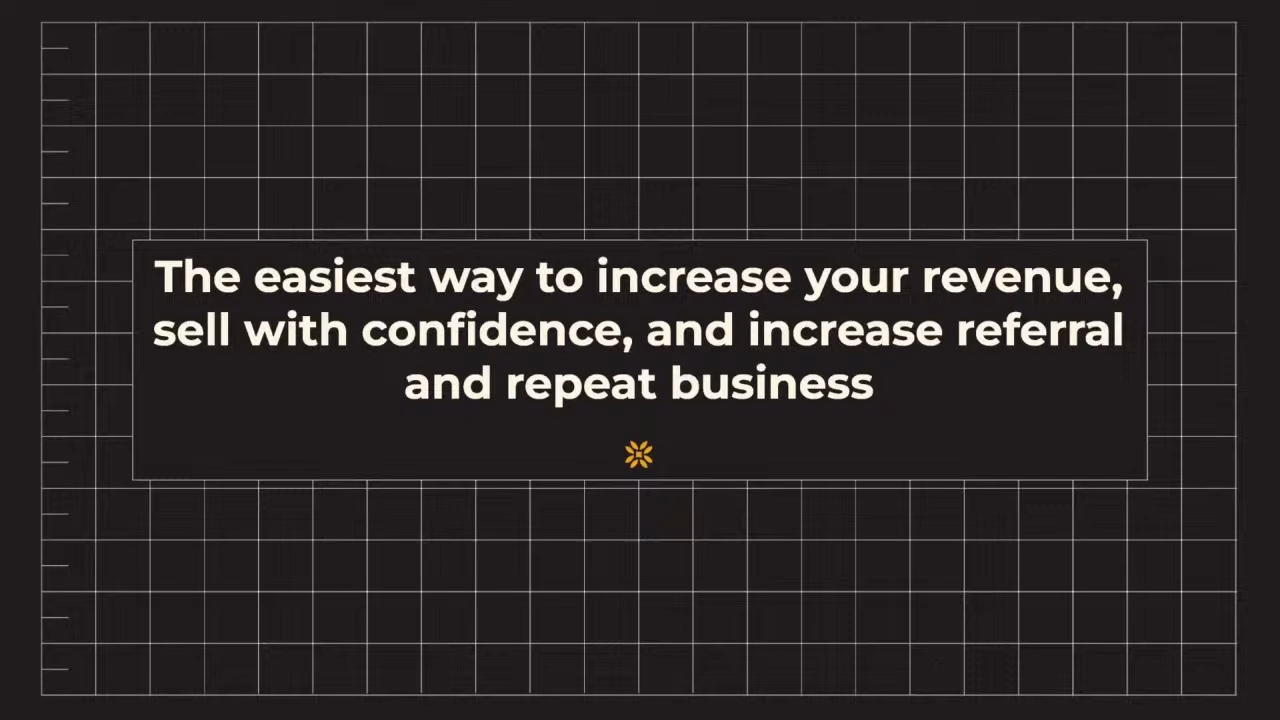 The easiest way to increase your revenue,
sell with confidence, and increase referral
and repeat business